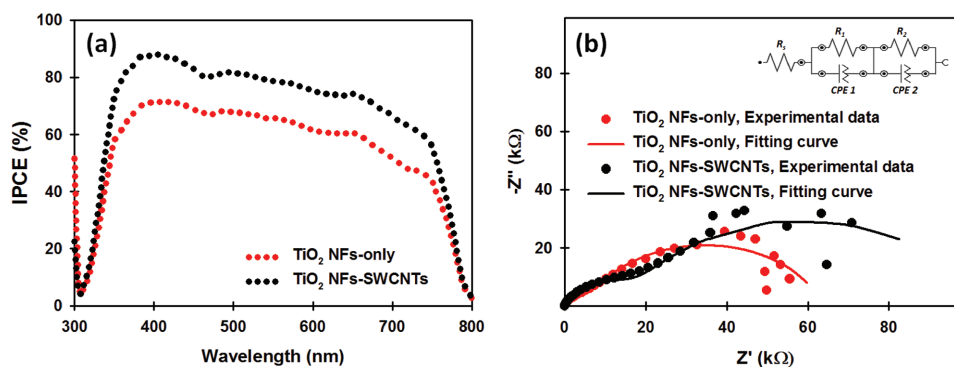 (a)
100
80
60
40
20
0
IPCE (%)
TiO2 NFs-only
TiO2 NFs-SWCNTs
300 400 500 600 700 800
Wavelength (nm)
(b)
Rs
R1
R2
CPE 1
CPE 2
TiO2 NFs-only, Experimental data
TiO2 NFs-only, Fitting curve
TiO2 NFs-SWCNTs, Experimental data
TiO2 NFs-SWCNTs, Fitting curve
80
60
40
20
0
-Z'' (kΩ)
0 20 40 60 80
Z' (kΩ)